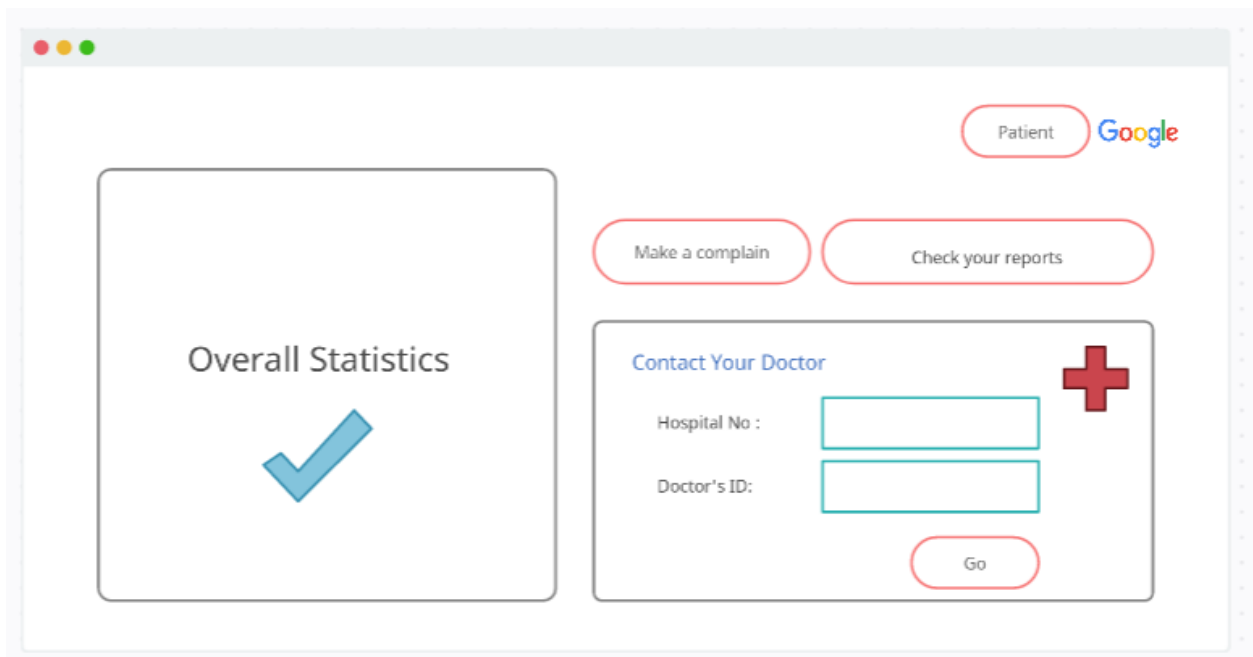 Patient
Google
Make a complain
Check your reports
Overall Statistics
Contact Your Doctor
Hospital No :
Doctor's ID:
Go